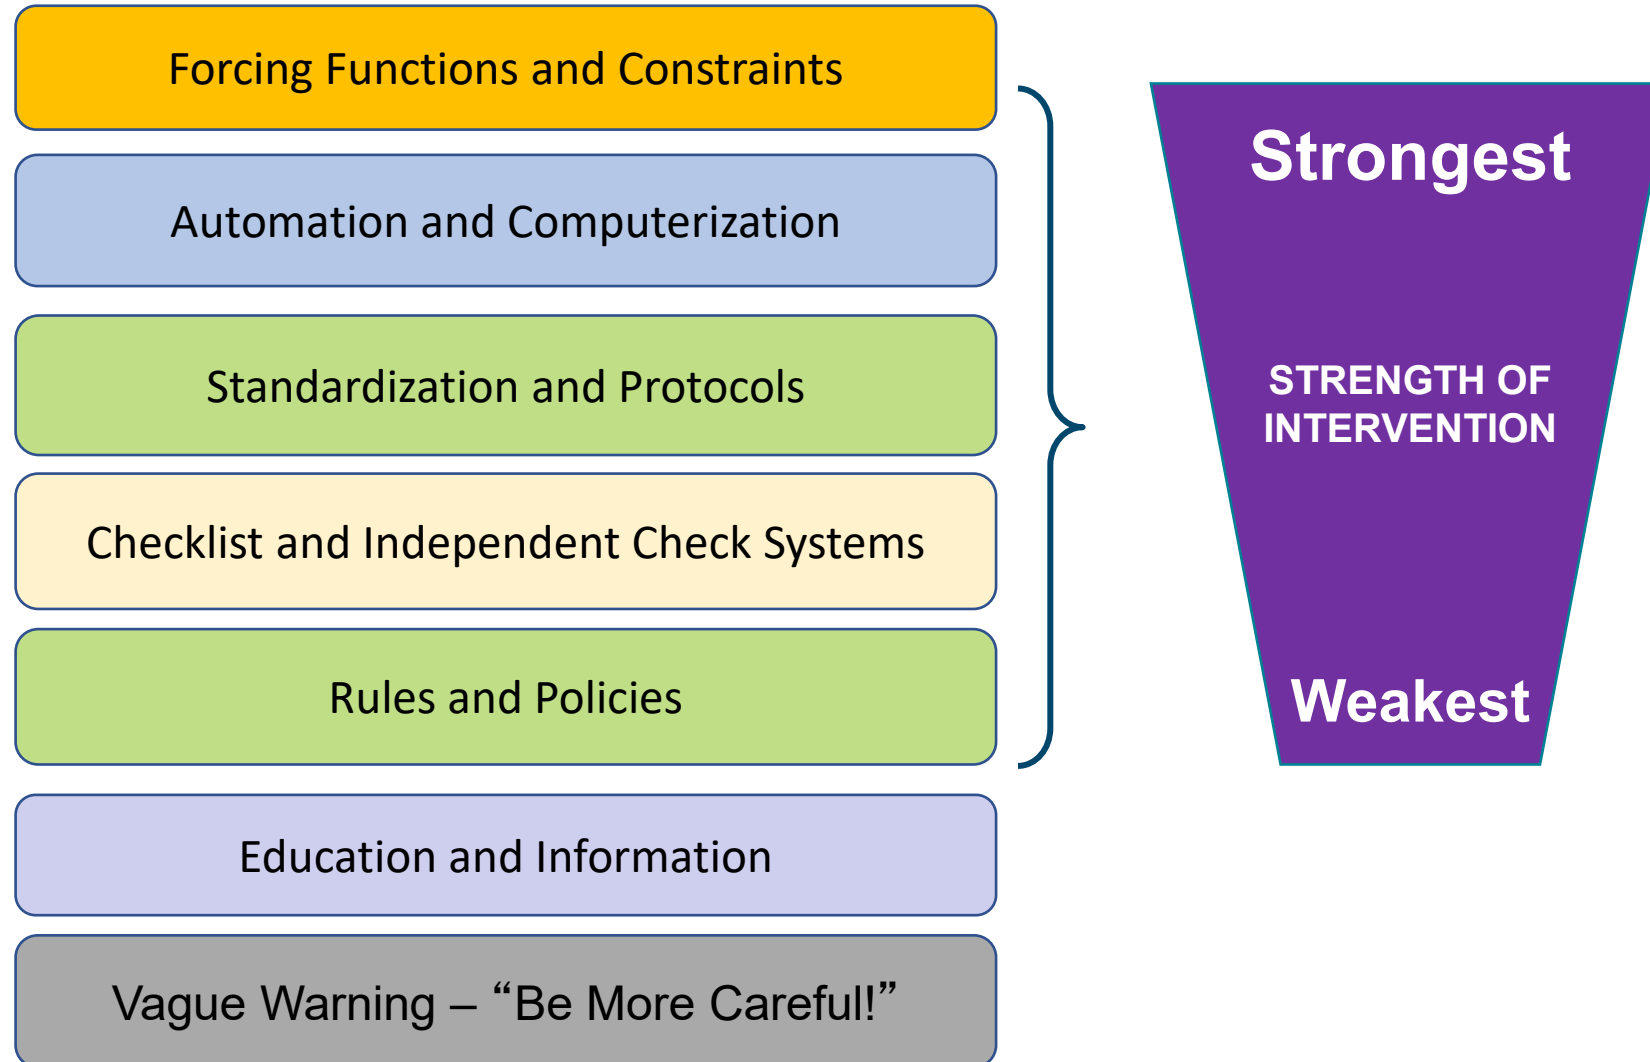 Forcing Functions and Constraints
Automation and Computerization
Standardization and Protocols
Checklist and Independent Check Systems
Rules and Policies
Education and Information
Vague Warning – “Be More Careful!”
Strongest
STRENGTH OF
INTERVENTION
Weakest